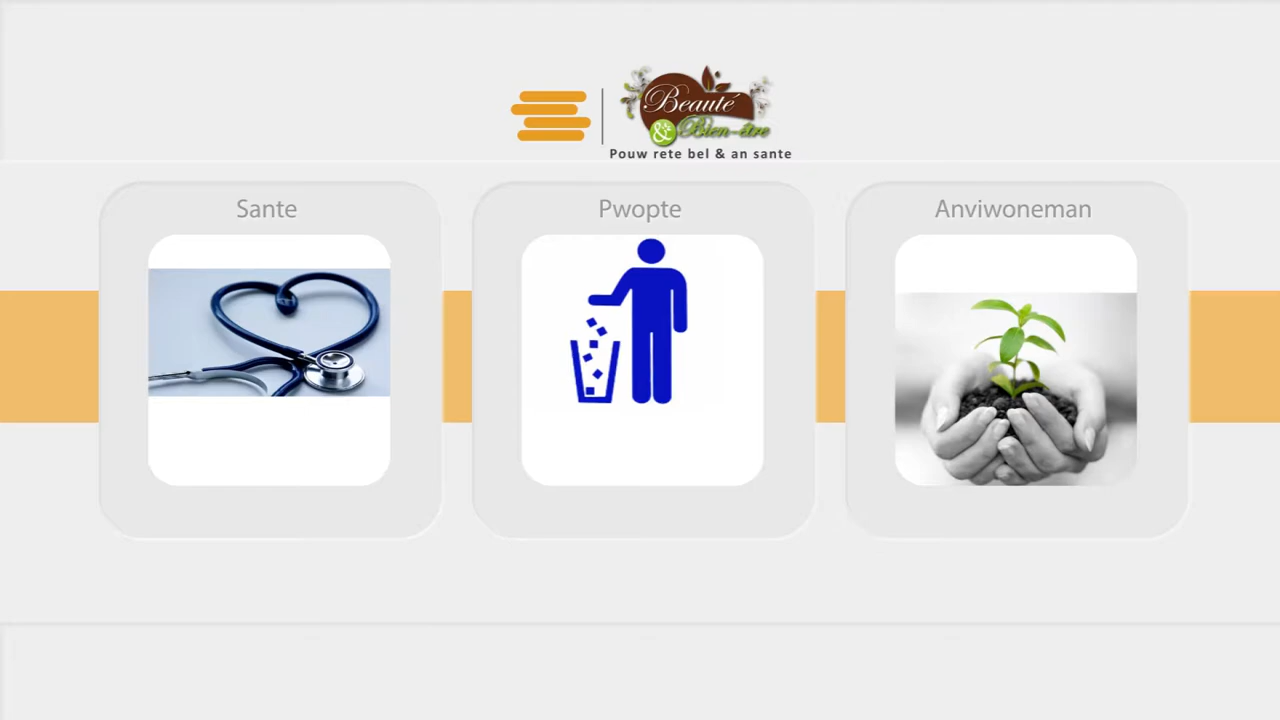 Beauté
& Bien-être
Pouw rete bel & an sante
Sante
Pwopte
Anviwoneman